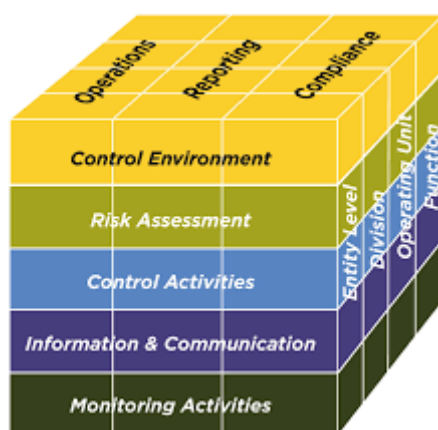 Operations
Reporting
Compliance
Control Environment
Risk Assessment
Control Activities
Information & Communication
Monitoring Activities
Entity Level
Division
Operating Unit
Function